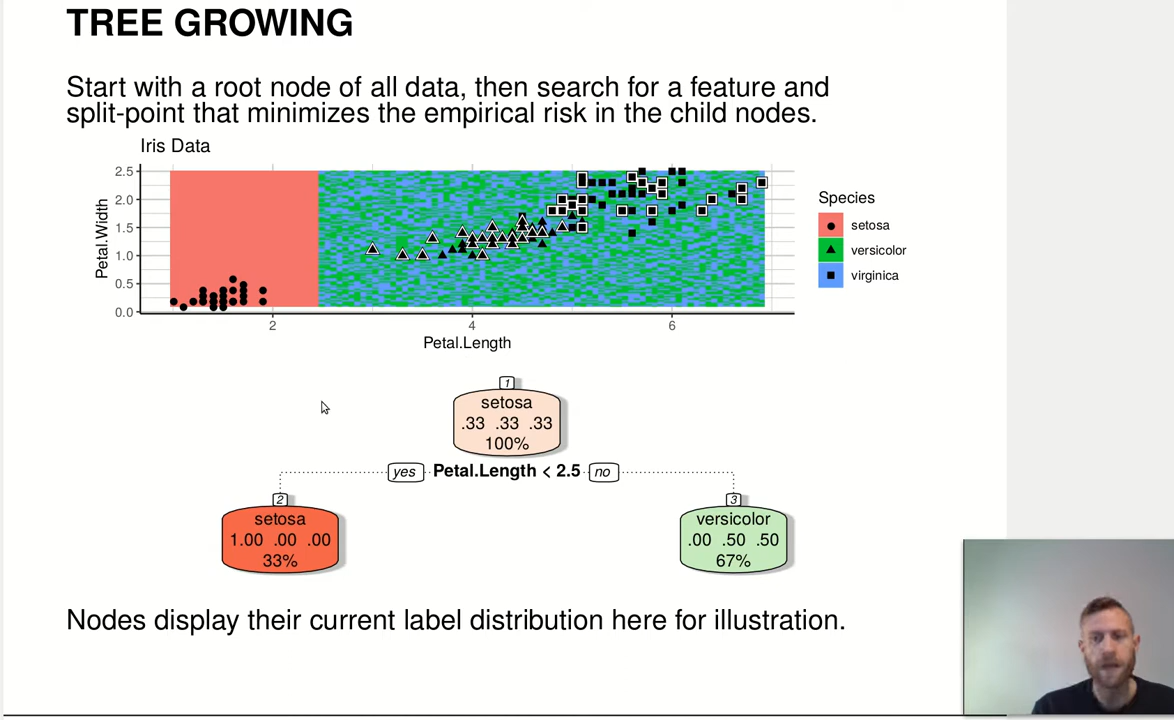 TREE GROWING
Start with a root node of all data, then search for a feature and
split-point that minimizes the empirical risk in the child nodes.
Iris Data
2.5
2.0
1.5
1.0
0.5
0.0
Petal.Width
2 4 6
Petal.Length
Species
setosa
versicolor
virginica
1
setosa
.33 .33 .33
100%
yes Petal.Length < 2.5 no
2
setosa
1.00 .00 .00
33%
3
versicolor
.00 .50 .50
67%
Nodes display their current label distribution here for illustration.